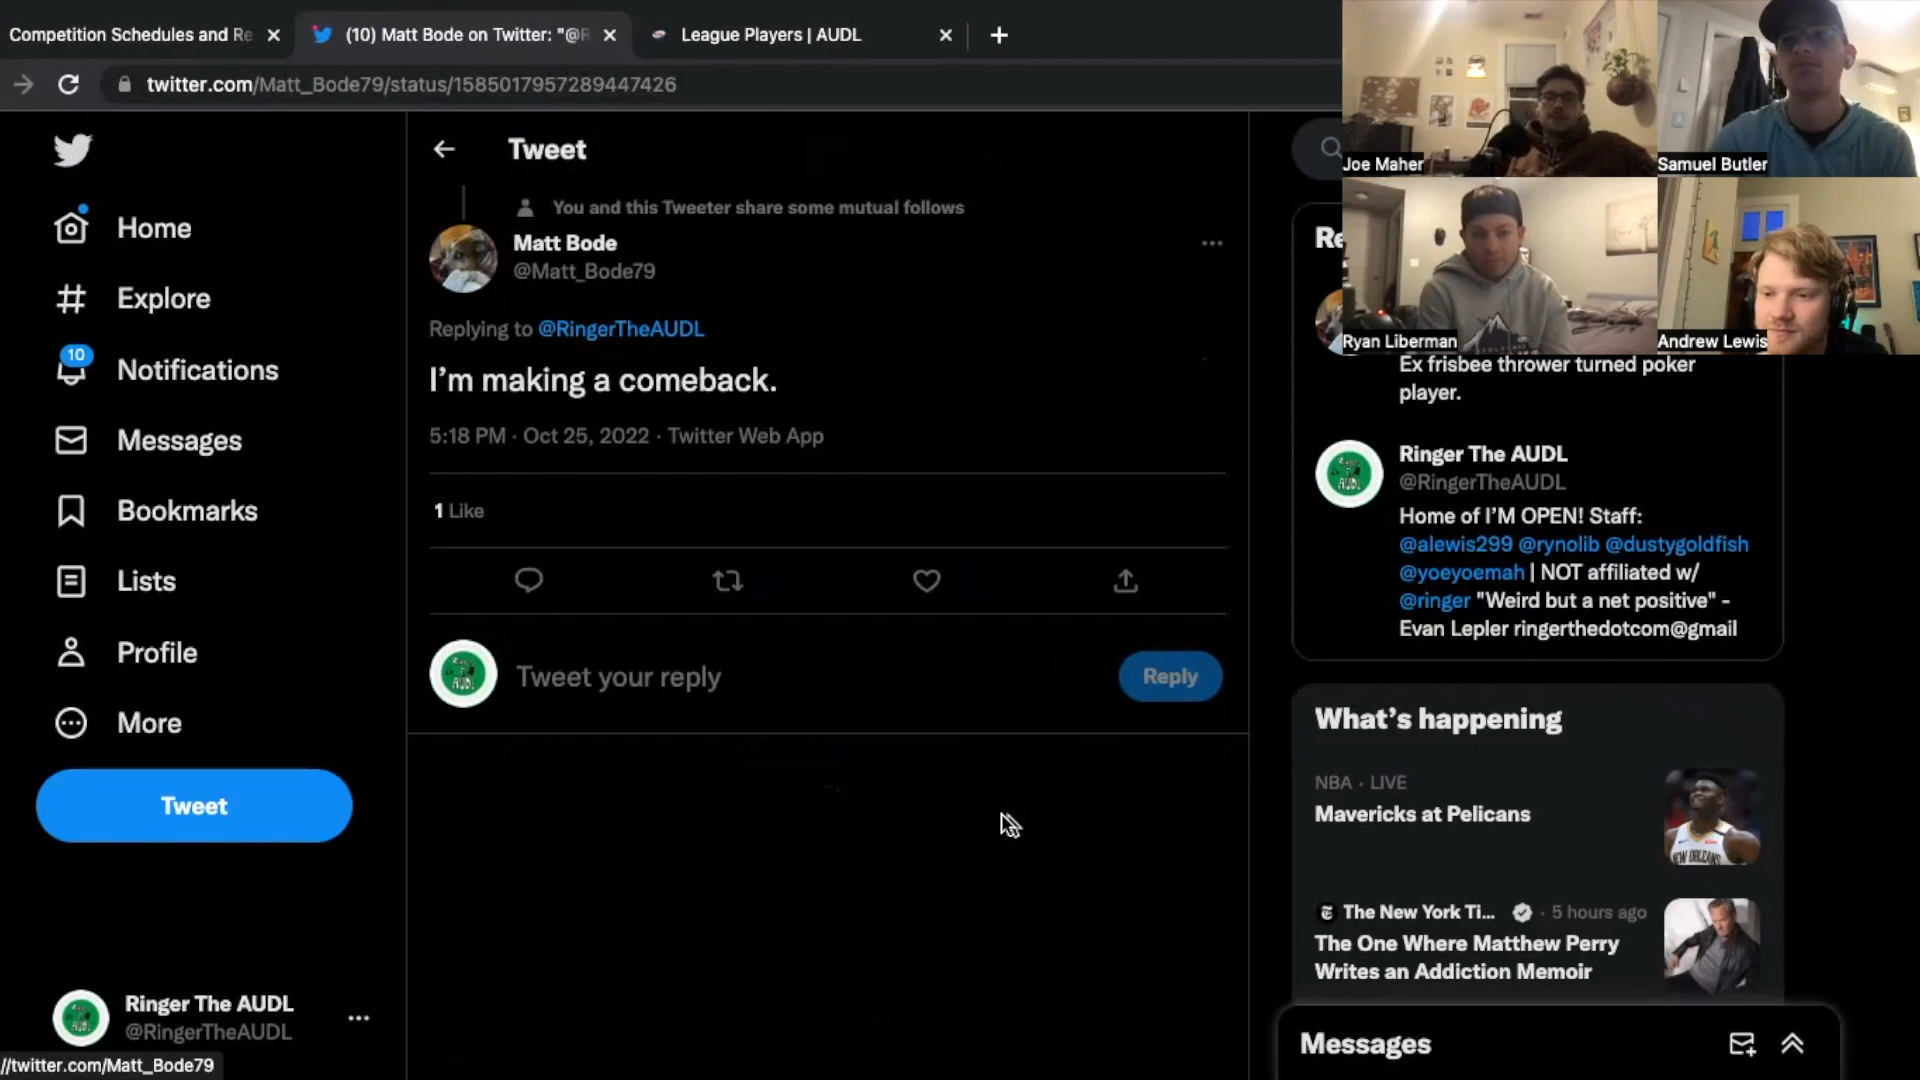 Competition Schedules and Re
(10) Matt Bode on Twitter: "@R
League Players | AUDL
twitter.com/Matt_Bode79/status/1585017957289447426
Joe Maher
Samuel Butler
Ryan Liberman
Andrew Lewis
Home
Explore
10
Notifications
Messages
Bookmarks
Lists
Profile
More
Tweet
Ringer The AUDL
@RingerTheAUDL
//twitter.com/Matt_Bode79
Tweet
You and this Tweeter share some mutual follows
Matt Bode
@Matt_Bode79
Replying to @RingerTheAUDL
I'm making a comeback.
5:18 PM · Oct 25, 2022 · Twitter Web App
1 Like
Tweet your reply
Reply
Re
Ex frisbee thrower turned poker
player.
Ringer The AUDL
@RingerTheAUDL
Home of I'M OPEN! Staff:
@alewis299 @rynolib @dustygoldfish
@yoeyoemah | NOT affiliated w/
@ringer "Weird but a net positive" -
Evan Lepler ringerthedotcom@gmail
What's happening
NBA · LIVE
Mavericks at Pelicans
The New York Ti... · 5 hours ago
The One Where Matthew Perry
Writes an Addiction Memoir
Messages